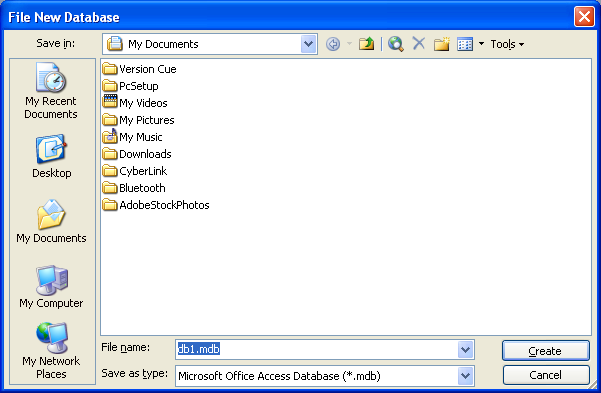 File New Database
Save in:
My Documents
Tools
My Recent
Documents
Desktop
My Documents
My Computer
My Network
Places
Version Cue
PcSetup
My Videos
My Pictures
My Music
Downloads
CyberLink
Bluetooth
AdobeStockPhotos
File name:
db1.mdb
Create
Save as type:
Microsoft Office Access Database (*.mdb)
Cancel